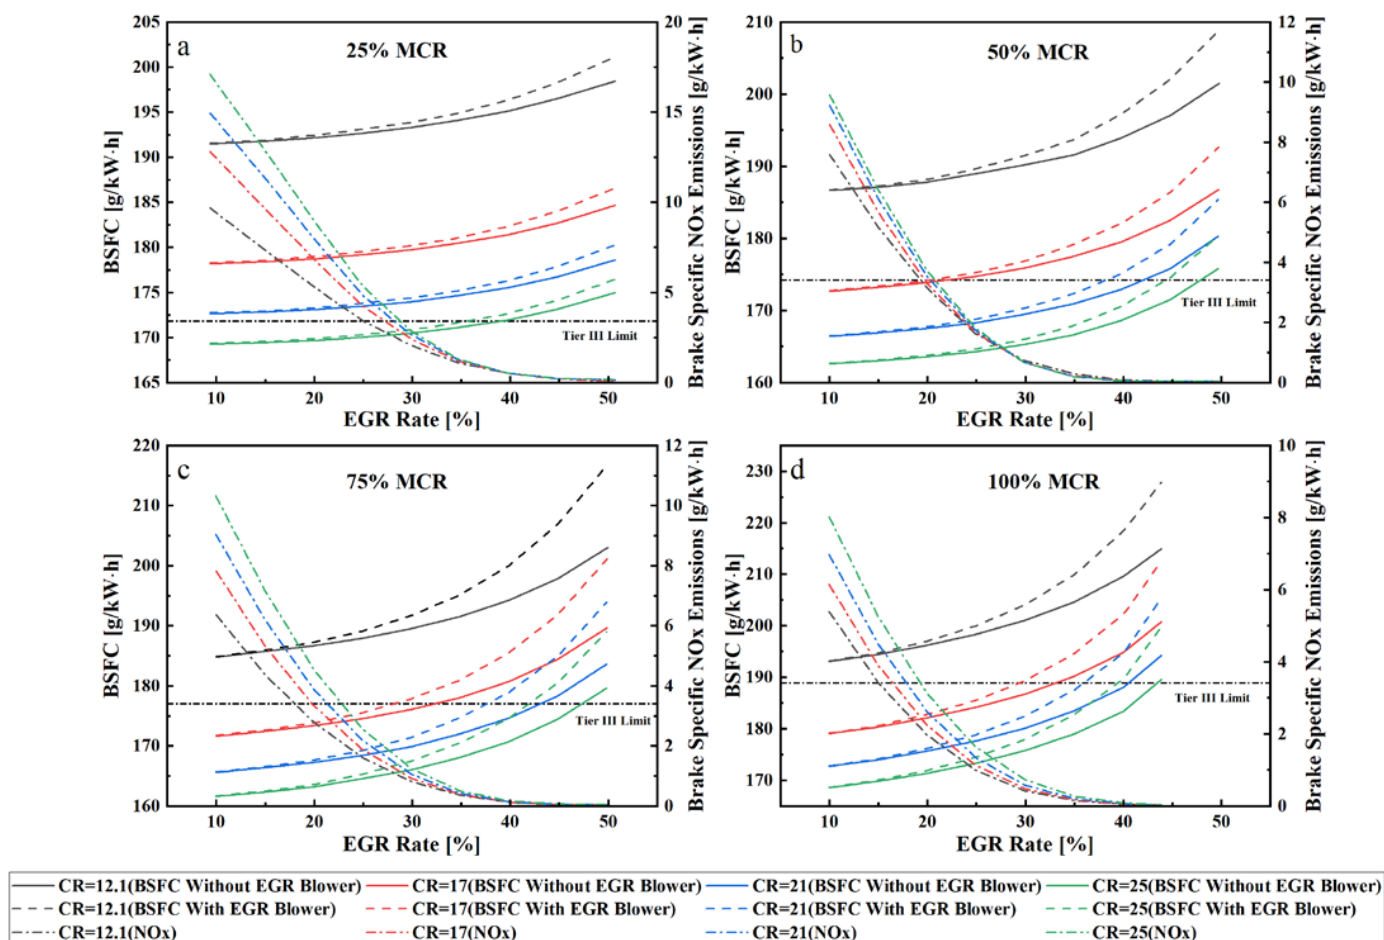 a
25% MCR
BSFC [g/kW·h]
205
200
195
190
185
180
175
170
165
10
20
30
40
50
EGR Rate [%]
20
15
10
5
0
Brake Specific NOx Emissions [g/kW·h]
Tier III Limit
b
50% MCR
BSFC [g/kW·h]
210
200
190
180
170
160
10
20
30
40
50
EGR Rate [%]
12
10
8
6
4
2
0
Brake Specific NOx Emissions [g/kW·h]
Tier III Limit
c
75% MCR
BSFC [g/kW·h]
220
210
200
190
180
170
160
10
20
30
40
50
EGR Rate [%]
12
10
8
6
4
2
0
Brake Specific NOx Emissions [g/kW·h]
Tier III Limit
d
100% MCR
BSFC [g/kW·h]
230
220
210
200
190
180
170
10
20
30
40
50
EGR Rate [%]
10
8
6
4
2
0
Brake Specific NOx Emissions [g/kW·h]
Tier III Limit
CR=12.1(BSFC Without EGR Blower)
CR=17(BSFC Without EGR Blower)
CR=21(BSFC Without EGR Blower)
CR=25(BSFC Without EGR Blower)
CR=12.1(BSFC With EGR Blower)
CR=17(BSFC With EGR Blower)
CR=21(BSFC With EGR Blower)
CR=25(BSFC With EGR Blower)
CR=12.1(NOx)
CR=17(NOx)
CR=21(NOx)
CR=25(NOx)